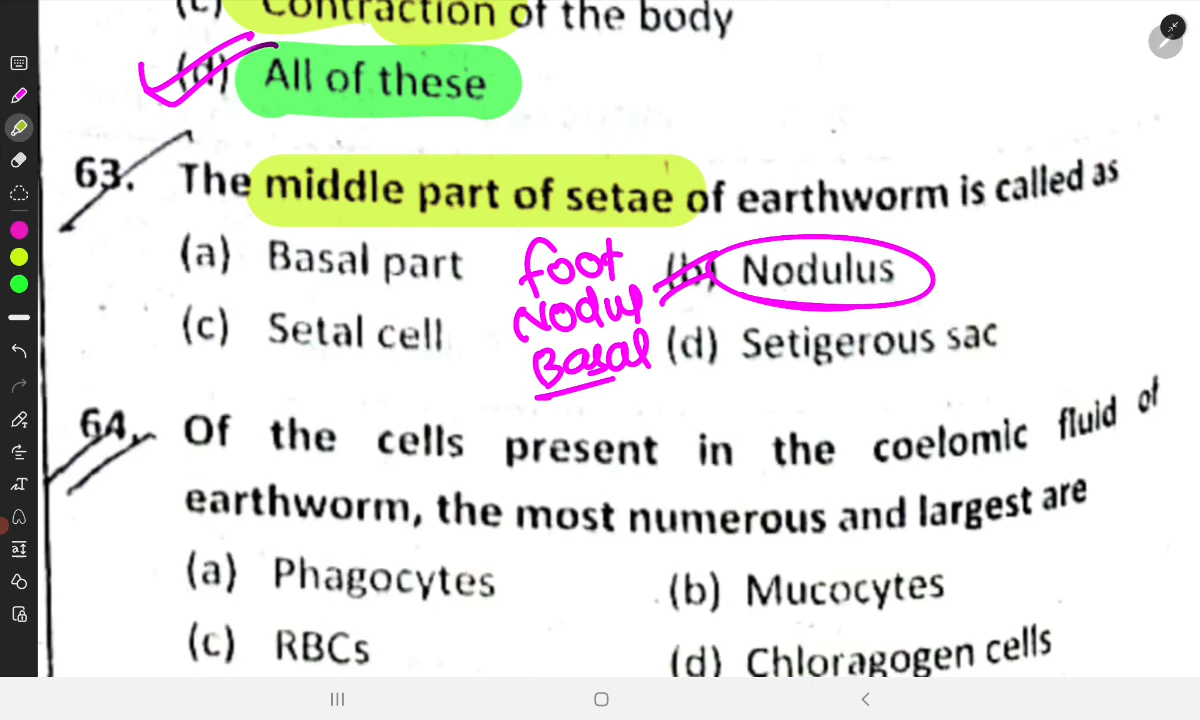 (c) Contraction of the body
(d) All of these
63. The middle part of setae of earthworm is called as
(a) Basal part
(b) Nodulus
(c) Setal cell
(d) Setigerous sac
foot
Nodul
Basal
64. Of the cells present in the coelomic fluid of
earthworm, the most numerous and largest are
(a) Phagocytes
(b) Mucocytes
(c) RBCs
(d) Chloragogen cells